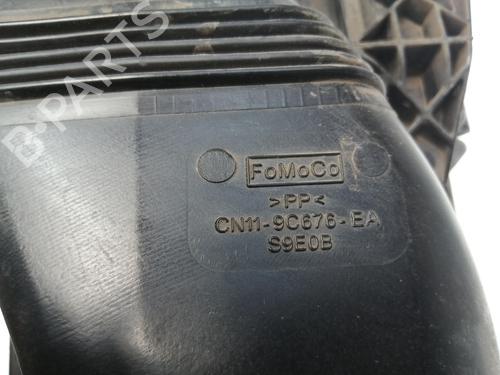 B-PARTS
FoMoCo
>PP<
CN11-9C676-EA
S9E0B